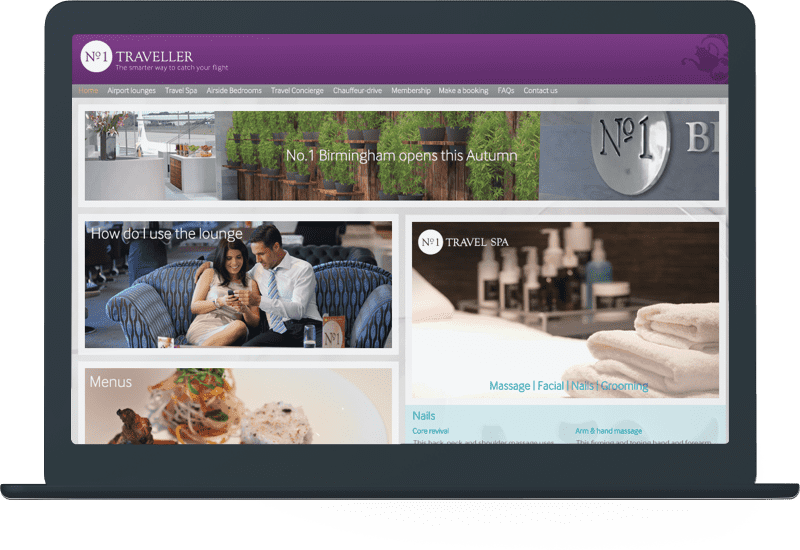 Nº1 TRAVELLER
The smarter way to catch your flight
Home Airport lounges Travel Spa Airside Bedrooms Travel Concierge Chauffeur-drive Membership Make a booking FAQs Contact us
No.1 Birmingham opens this Autumn
Nº1 BI
How do I use the lounge
Nº1
Nº1 TRAVEL SPA
Massage | Facial | Nails | Grooming
Menus
Nails
Core revival
Arm & hand massage
This back, neck and shoulder massage uses
This firming and toning hand and forearm